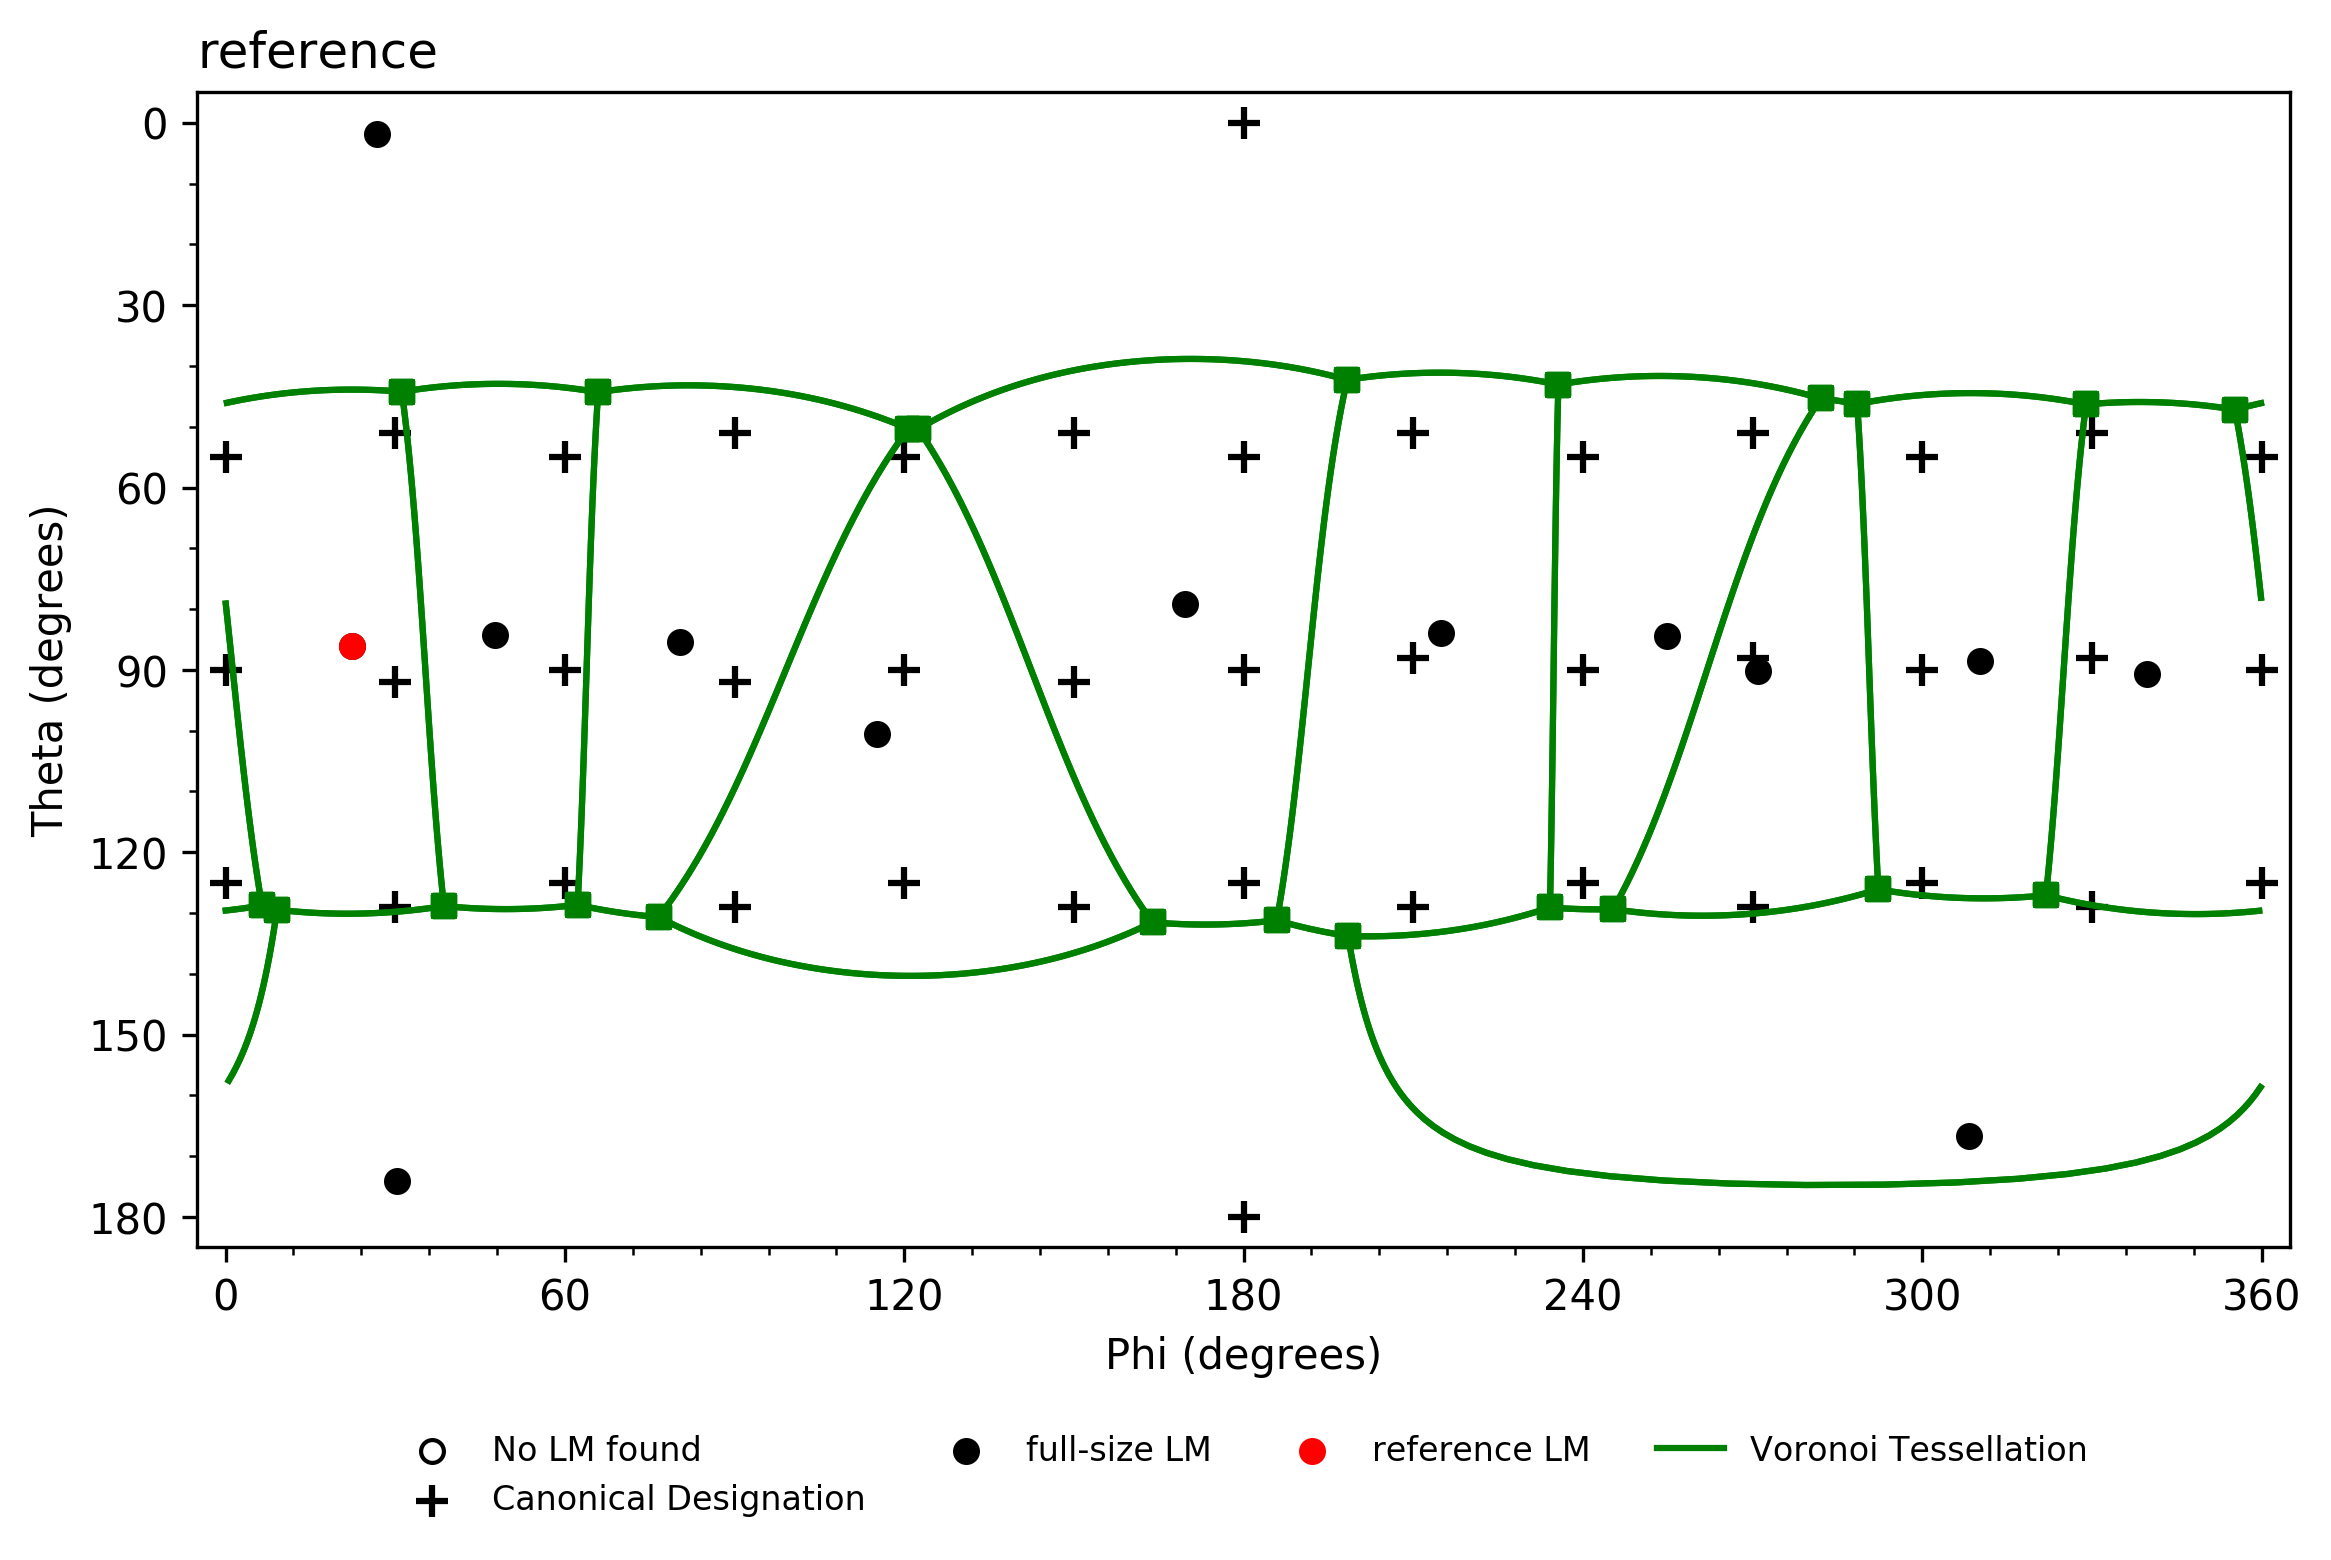 reference
0
30
60
90
120
150
180
Theta (degrees)
0 60 120 180 240 300 360
Phi (degrees)
No LM found full-size LM reference LM Voronoi Tessellation
Canonical Designation